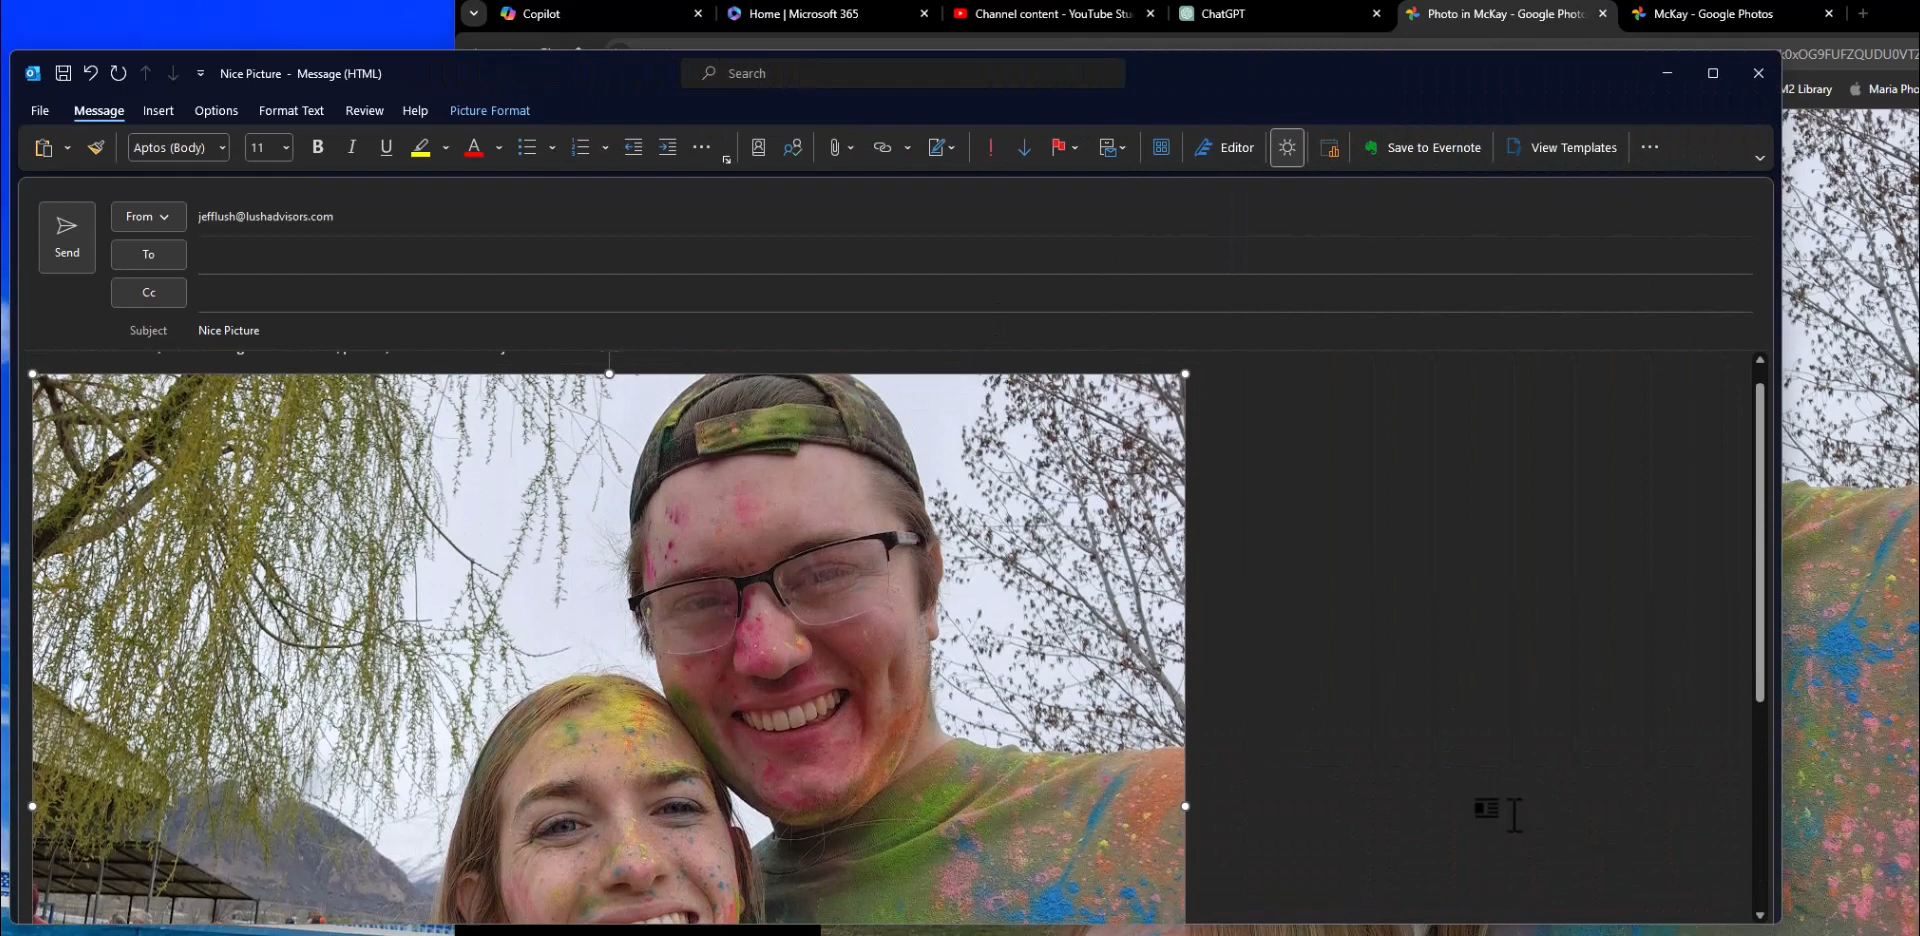 Copilot
Home | Microsoft 365
Channel content - YouTube Stu
ChatGPT
Photo in McKay - Google Photo
McKay - Google Photos
Nice Picture - Message (HTML)
Search
M2 Library
Maria Pho
File
Message
Insert
Options
Format Text
Review
Help
Picture Format
Aptos (Body)
11
B
I
U
A
Editor
Save to Evernote
View Templates
Send
From
jefflush@lushadvisors.com
To
Cc
Subject
Nice Picture